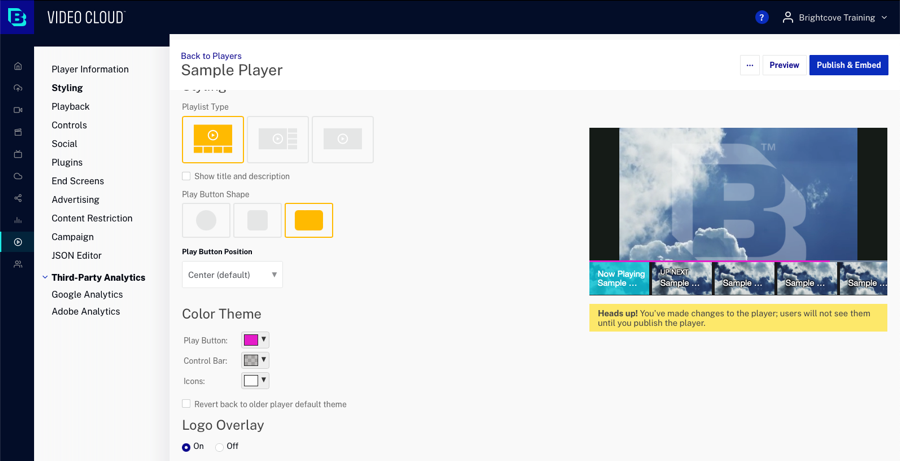 VIDEO CLOUD™
?
Brightcove Training
Back to Players
Sample Player
...
Preview
Publish & Embed
Player Information
Styling
Playback
Controls
Social
Plugins
End Screens
Advertising
Content Restriction
Campaign
JSON Editor
Third-Party Analytics
Google Analytics
Adobe Analytics
Styling
Playlist Type
Show title and description
Play Button Shape
Play Button Position
Center (default)
Color Theme
Play Button:
Control Bar:
Icons:
Revert back to older player default theme
Logo Overlay
On
Off
TM
Now Playing
Sample ...
UP NEXT
Sample ...
Sample ...
Sample ...
Sample ...
Heads up! You've made changes to the player; users will not see them
until you publish the player.